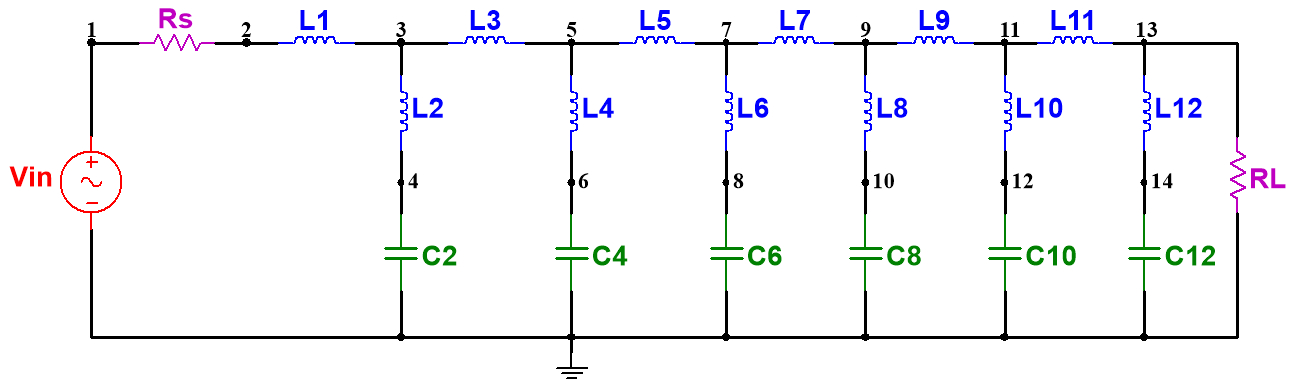 Rs L1 L3 L5 L7 L9 L11
1 2 3 5 7 9 11 13
L2 L4 L6 L8 L10 L12
Vin + − 4 6 8 10 12 14 RL
C2 C4 C6 C8 C10 C12